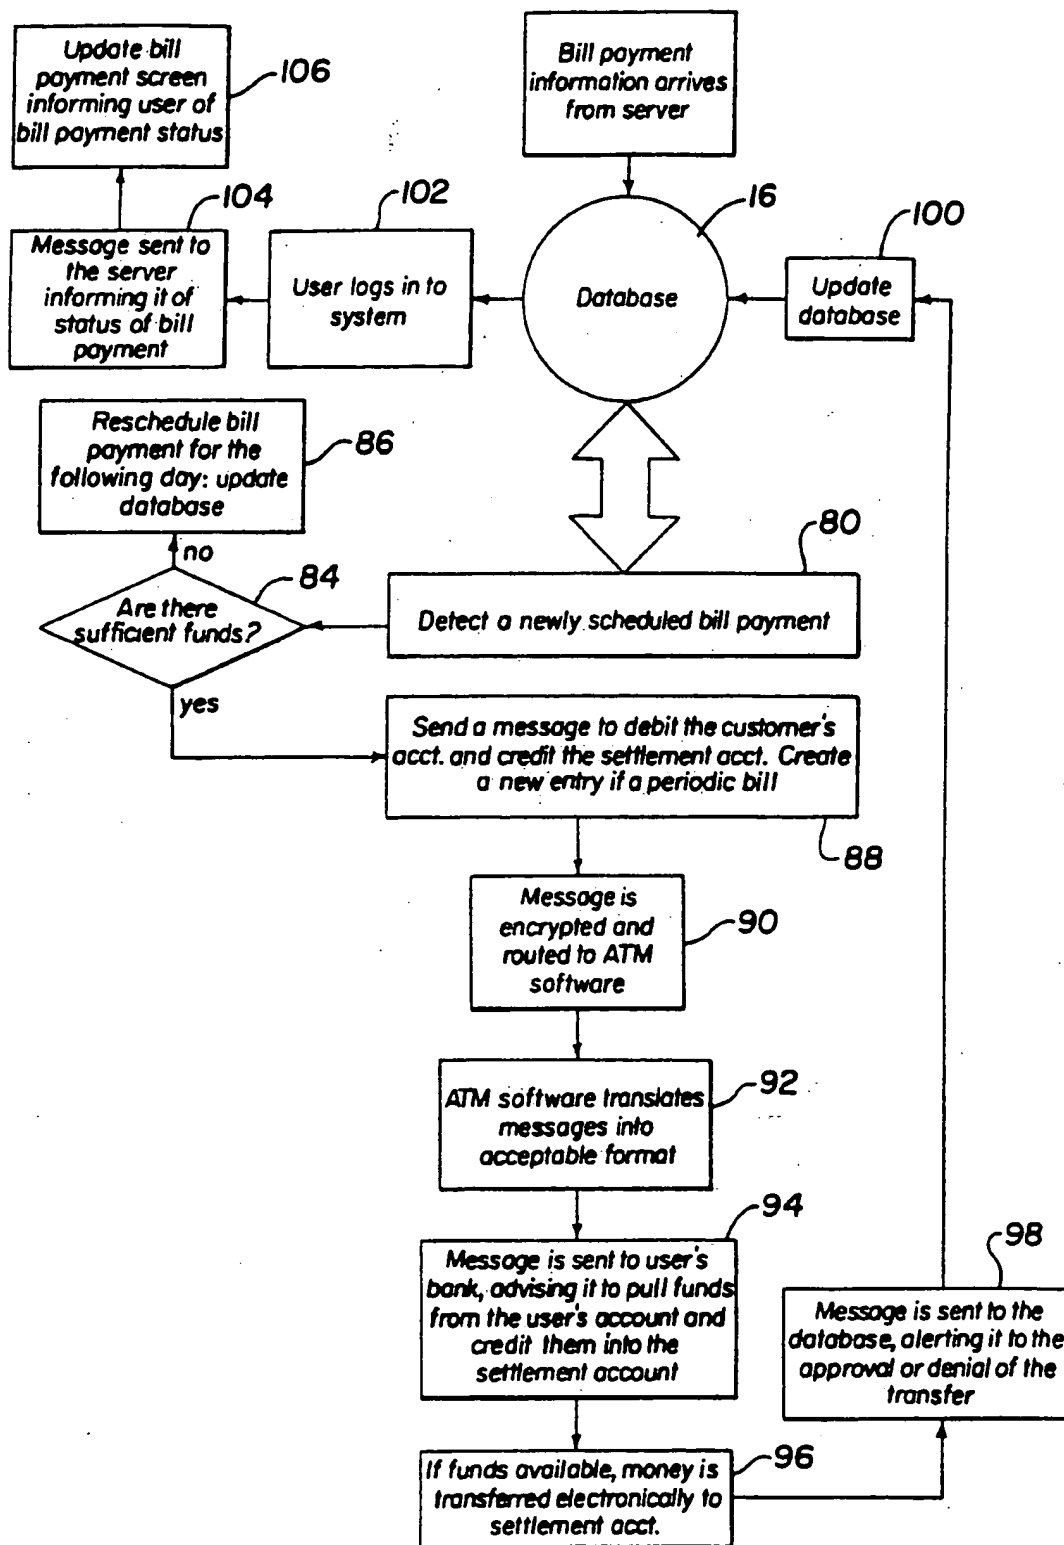 Update bill
payment screen
informing user of
bill payment status
106
Bill payment
information arrives
from server
104
Message sent to
the server
informing it of
status of bill
payment
102
User logs in to
system
16
Database
100
Update
database
Reschedule bill
payment for the
following day: update
database
86
no
84
Are there
sufficient funds?
yes
80
Detect a newly scheduled bill payment
Send a message to debit the customer's
acct. and credit the settlement acct. Create
a new entry if a periodic bill
88
Message is
encrypted and
routed to ATM
software
90
ATM software translates
messages into
acceptable format
92
94
Message is sent to user's
bank, advising it to pull funds
from the user's account and
credit them into the
settlement account
98
Message is sent to the
database, alerting it to the
approval or denial of the
transfer
If funds available, money is
transferred electronically to
settlement acct.
96